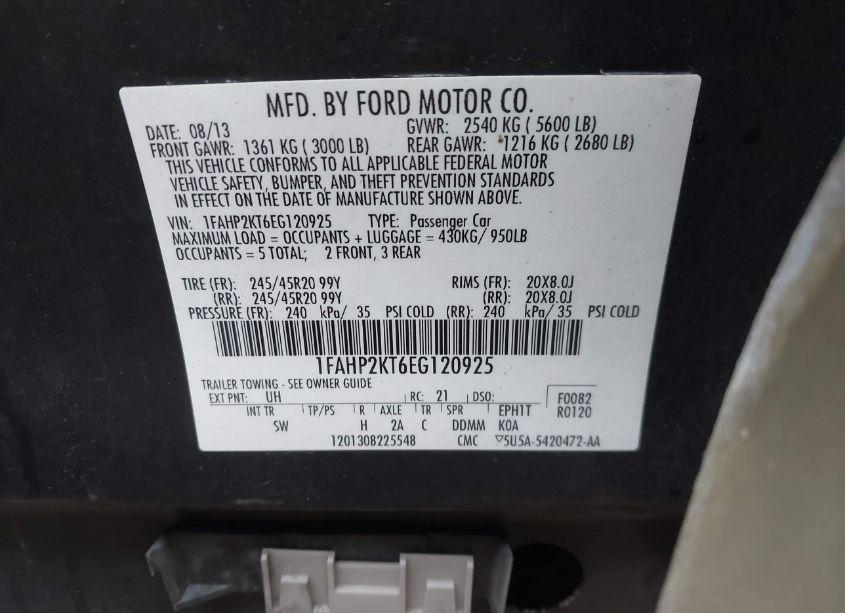 MFD. BY FORD MOTOR CO.
DATE: 08/13 GVWR: 2540 KG ( 5600 LB)
FRONT GAWR: 1361 KG ( 3000 LB) REAR GAWR: 1216 KG ( 2680 LB)
THIS VEHICLE CONFORMS TO ALL APPLICABLE FEDERAL MOTOR
VEHICLE SAFETY, BUMPER, AND THEFT PREVENTION STANDARDS
IN EFFECT ON THE DATE OF MANUFACTURE SHOWN ABOVE.
VIN: 1FAHP2KT6EG120925 TYPE: Passenger Car
MAXIMUM LOAD = OCCUPANTS + LUGGAGE = 430KG/ 950LB
OCCUPANTS = 5 TOTAL; 2 FRONT, 3 REAR
TIRE (FR): 245/45R20 99Y RIMS (FR): 20X8.0J
(RR): 245/45R20 99Y (RR): 20X8.0J
PRESSURE (FR): 240 kPa/ 35 PSI COLD (RR): 240 kPa/ 35 PSI COLD
1FAHP2KT6EG120925
TRAILER TOWING - SEE OWNER GUIDE
EXT PNT: UH RC: 21 DSO: F0082
INT TR TP/PS R AXLE TR SPR EPH1T R0120
SW H 2A C DDMM KOA
1201308225548 CMC ▽5U5A-5420472-AA